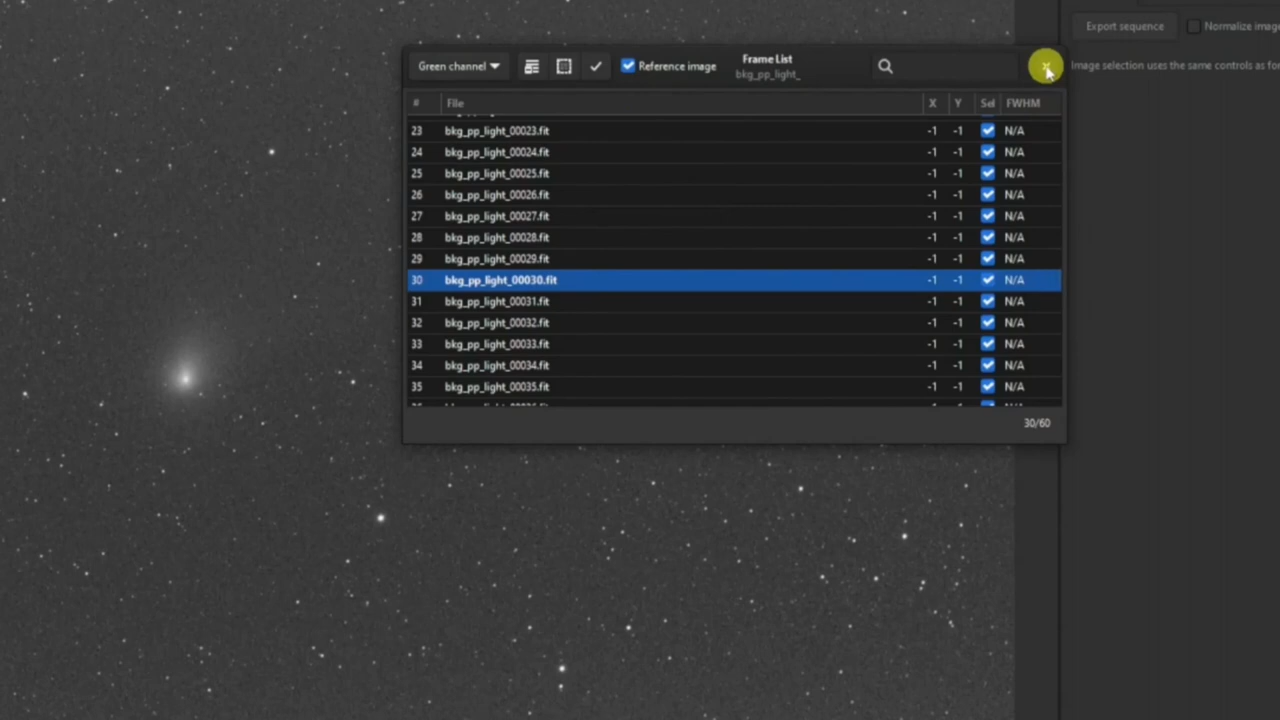 Export sequence Normalize imag
Green channel Reference image Frame List
bkg_pp_light_
Image selection uses the same controls as for
# File X Y Sel FWHM
23 bkg_pp_light_00023.fit -1 -1 N/A
24 bkg_pp_light_00024.fit -1 -1 N/A
25 bkg_pp_light_00025.fit -1 -1 N/A
26 bkg_pp_light_00026.fit -1 -1 N/A
27 bkg_pp_light_00027.fit -1 -1 N/A
28 bkg_pp_light_00028.fit -1 -1 N/A
29 bkg_pp_light_00029.fit -1 -1 N/A
30 bkg_pp_light_00030.fit -1 -1 N/A
31 bkg_pp_light_00031.fit -1 -1 N/A
32 bkg_pp_light_00032.fit -1 -1 N/A
33 bkg_pp_light_00033.fit -1 -1 N/A
34 bkg_pp_light_00034.fit -1 -1 N/A
35 bkg_pp_light_00035.fit -1 -1 N/A
30/60